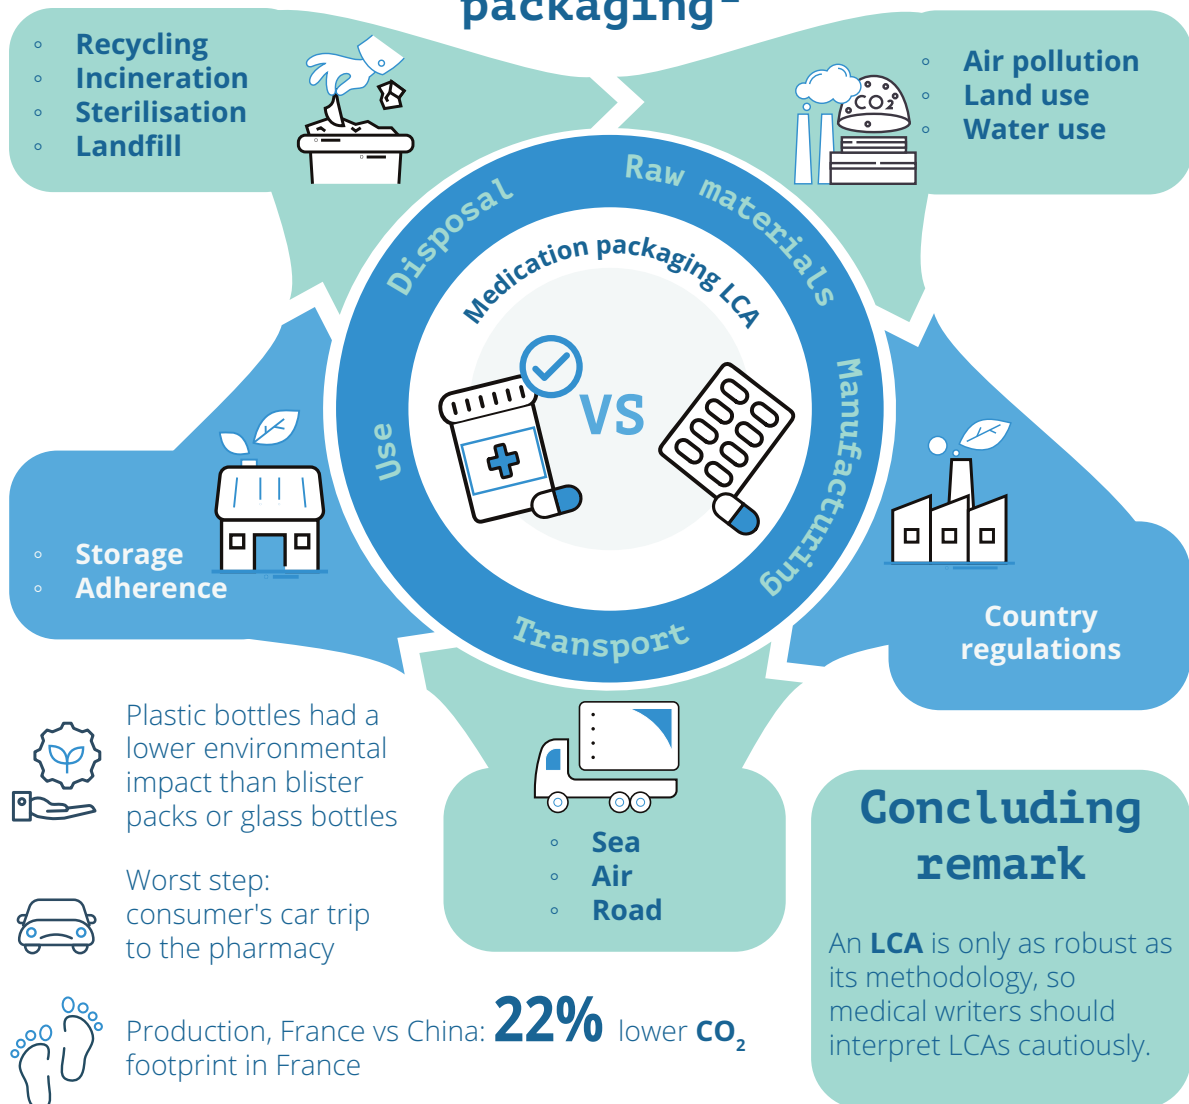 packaging
Recycling
Incineration
Sterilisation
Landfill
CO2
Air pollution
Land use
Water use
Disposal
Raw materials
Manufacturing
Transport
Use
Medication packaging LCA
VS
Storage
Adherence
Country
regulations
Sea
Air
Road
Plastic bottles had a
lower environmental
impact than blister
packs or glass bottles
Worst step:
consumer's car trip
to the pharmacy
Production, France vs China: 22% lower CO₂
footprint in France
Concluding
remark
An LCA is only as robust as
its methodology, so
medical writers should
interpret LCAs cautiously.